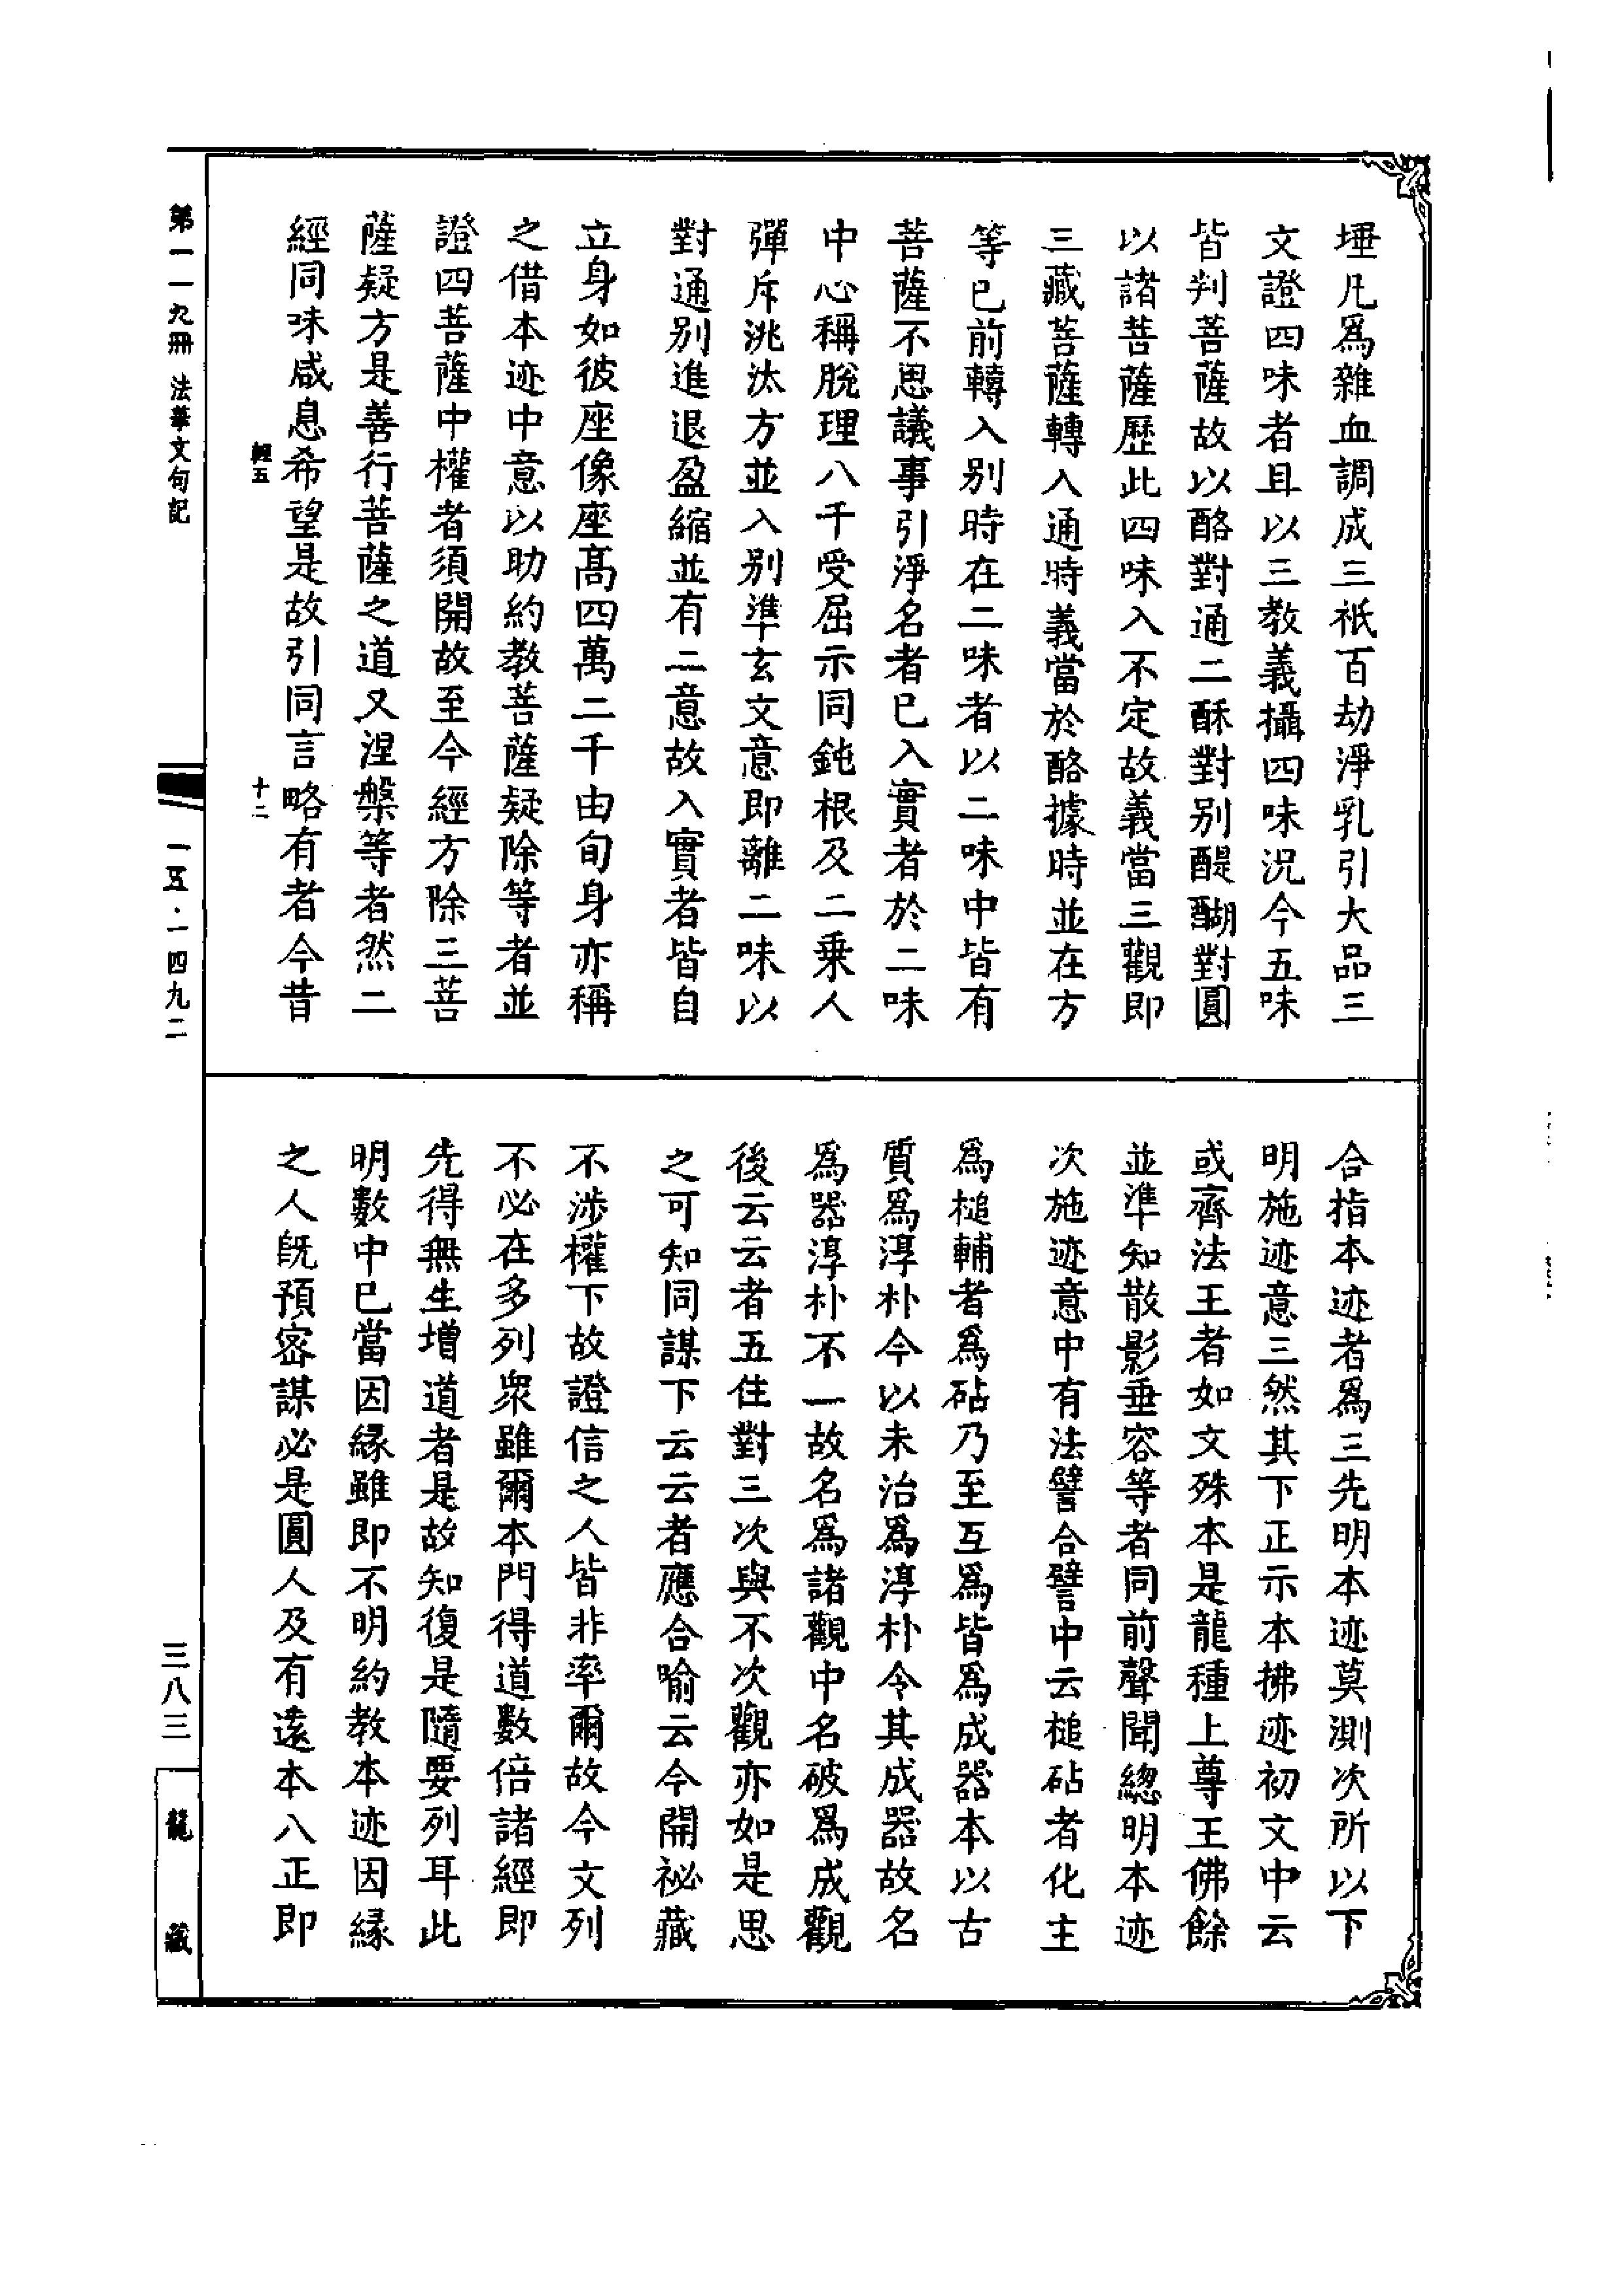 埵凡爲雜血調成三祇百劫淨乳引大品三
文證四味者且以三教義攝四味況今五味
皆判菩薩故以酪對通二酥對別醍醐對圓
以諸菩薩歷此四味入不定故義當三觀即
三藏菩薩轉入通時義當於酪據時並在方
等已前轉入別時在二味者以二味中皆有
菩薩不思議事引淨名者已入實者於二味
中心稱脫理八千受屈示同鈍根及二乗人
彈斥洮汰方並入別準玄文意即離二味以
對通別進退盈縮並有二意故入實者皆自
立身如彼座像座髙四萬二千由旬身亦稱
之借本迹中意以助約教菩薩疑除等者並
證四菩薩中權者須開故至今經方除三菩
薩疑方是善行菩薩之道又涅槃等者然二
經同味咸息希望是故引同言略有者今昔
合指本迹者爲三先明本迹莫測次所以下
明施迹意三然其下正示本拂迹初文中云
或齊法王者如文殊本是龍種上尊王佛餘
並準知散影垂容等者同前聲聞緫明本迹
次施迹意中有法譬合譬中云槌砧者化主
爲槌輔者爲砧乃至互爲皆爲成器本以古
質爲淳朴今以未治爲淳朴令其成器故名
爲器淳朴不一故名爲諸觀中名破爲成觀
後云云者五住對三次與不次觀亦如是思
之可知同謀下云云者應合喻云今開祕藏
不涉權下故證信之人皆非率爾故今文列
不必在多列衆雖爾本門得道數倍諸經即
先得無生增道者是故知復是隨要列耳此
明數中已當因緣雖即不明約教本迹因緣
之人旣預密謀必是圓人及有遠本八正即
輕五
十二
第一一九冊 法華文句記
一五·一四九二
三八三
龍藏